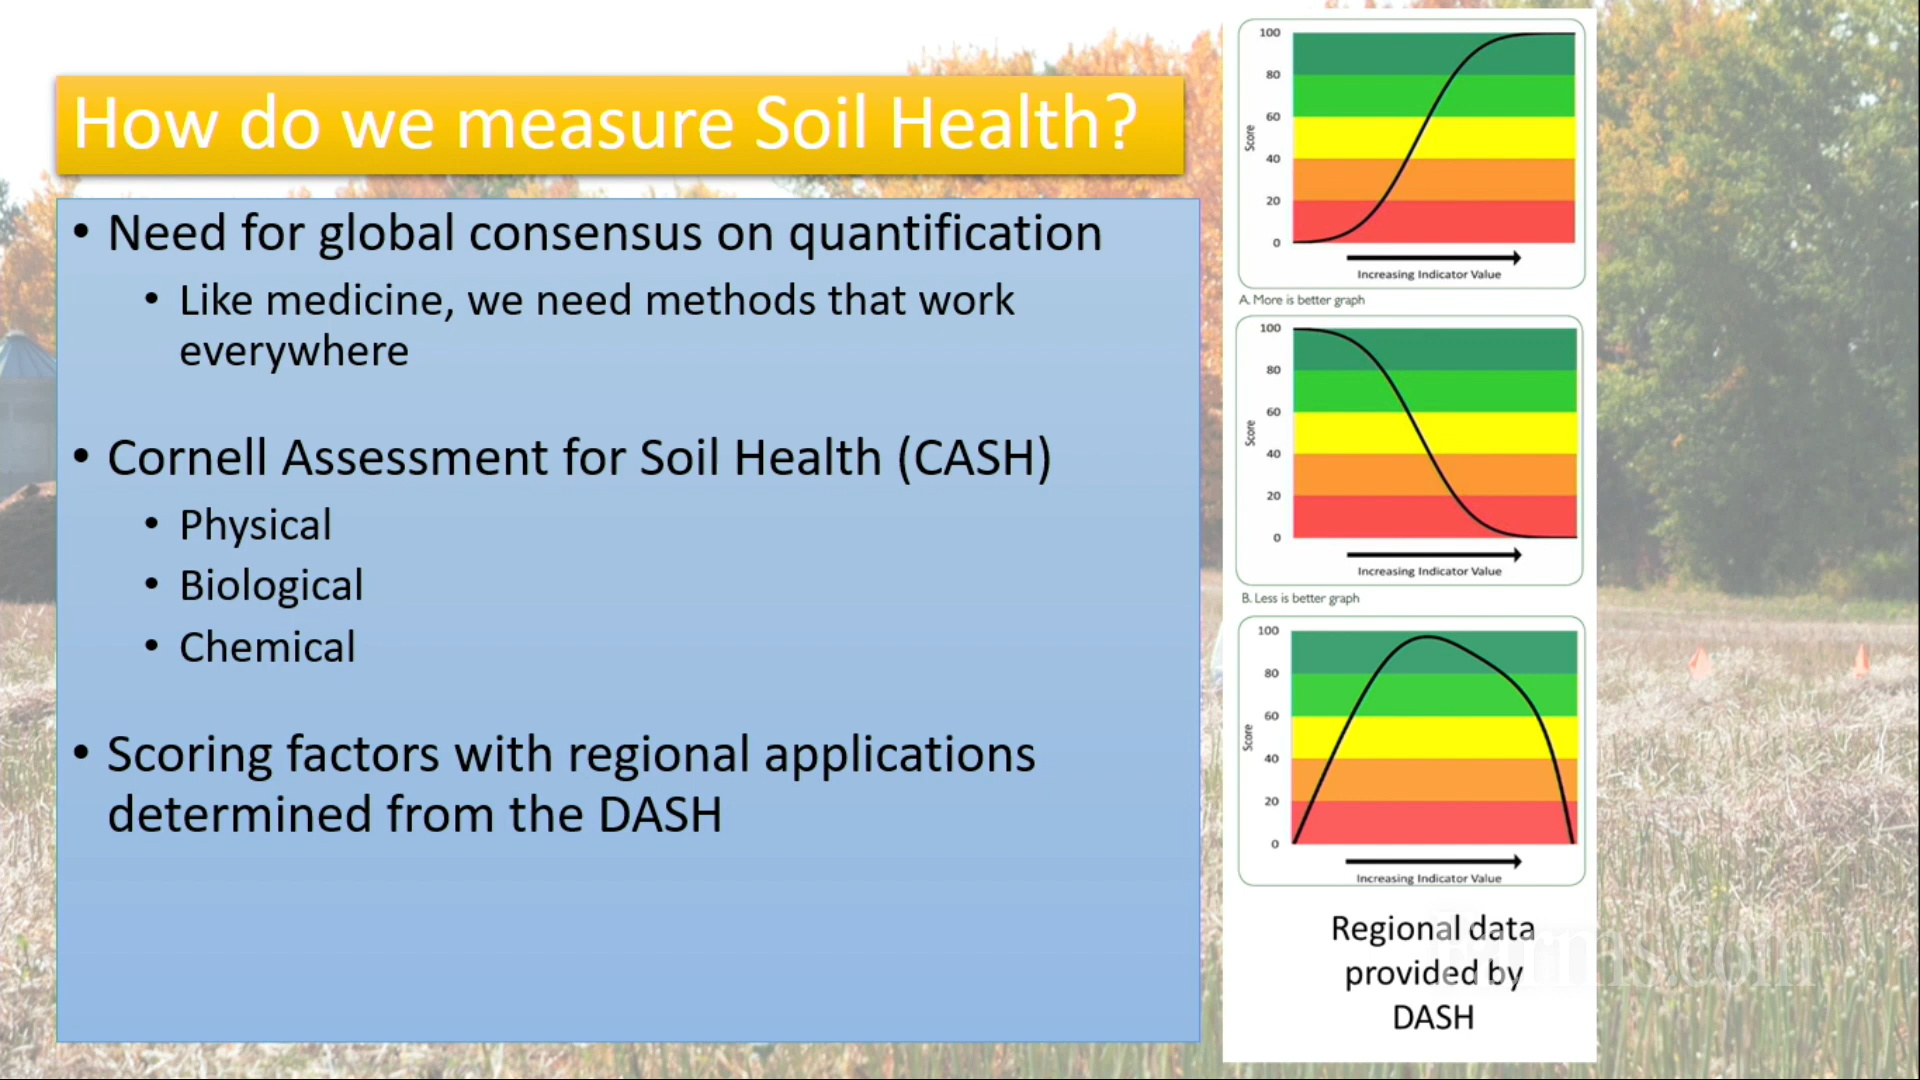 How do we measure Soil Health?
• Need for global consensus on quantification
• Like medicine, we need methods that work
everywhere
• Cornell Assessment for Soil Health (CASH)
• Physical
• Biological
• Chemical
• Scoring factors with regional applications
determined from the DASH
100
80
60
40
20
0
Score
Increasing Indicator Value
A. More is better graph
100
80
60
40
20
0
Score
Increasing Indicator Value
B. Less is better graph
100
80
60
40
20
0
Score
Increasing Indicator Value
Regional data
provided by
DASH
Farms.com